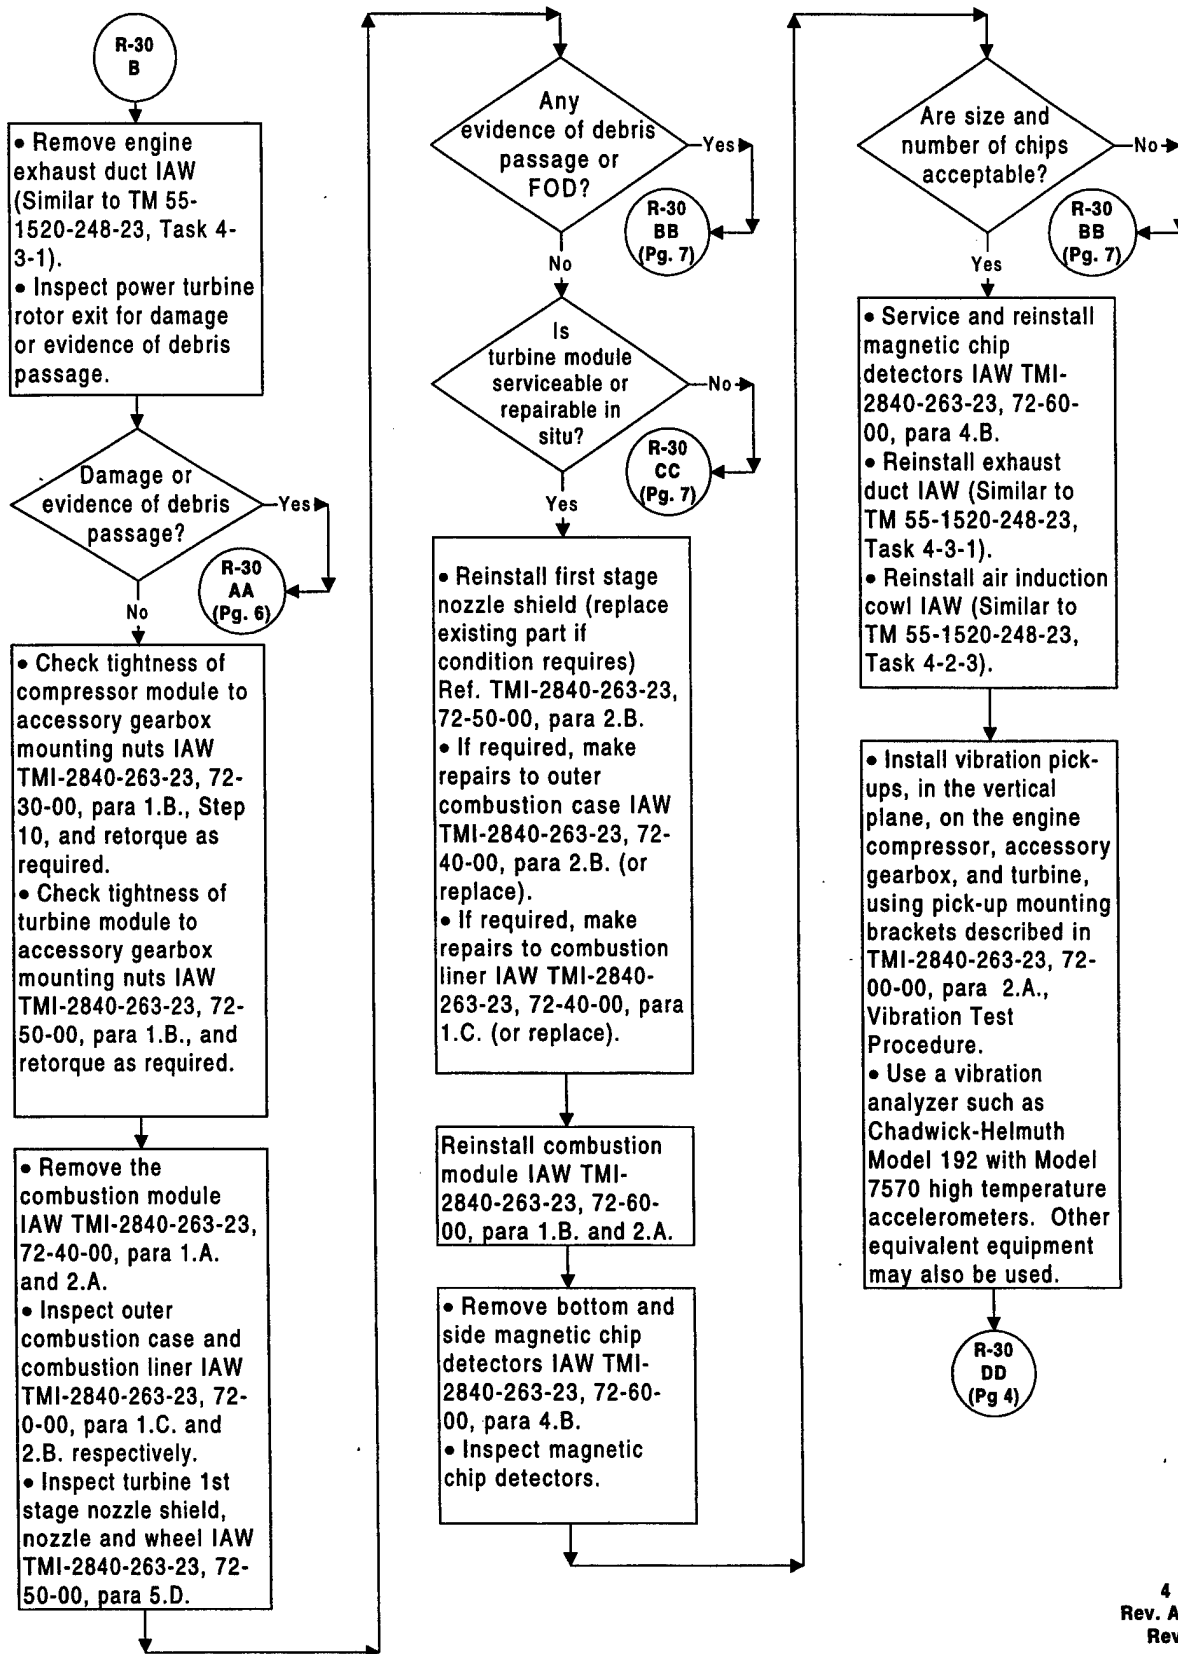 R-30
B
• Remove engine
exhaust duct IAW
(Similar to TM 55-
1520-248-23, Task 4-
3-1).
• Inspect power turbine
rotor exit for damage
or evidence of debris
passage.
Damage or
evidence of debris
passage?
Yes
R-30
AA
(Pg. 6)
No
• Check tightness of
compressor module to
accessory gearbox
mounting nuts IAW
TMI-2840-263-23, 72-
30-00, para 1.B., Step
10, and retorque as
required.
• Check tightness of
turbine module to
accessory gearbox
mounting nuts IAW
TMI-2840-263-23, 72-
50-00, para 1.B., and
retorque as required.
• Remove the
combustion module
IAW TMI-2840-263-23,
72-40-00, para 1.A.
and 2.A.
• Inspect outer
combustion case and
combustion liner IAW
TMI-2840-263-23, 72-
0-00, para 1.C. and
2.B. respectively.
• Inspect turbine 1st
stage nozzle shield,
nozzle and wheel IAW
TMI-2840-263-23, 72-
50-00, para 5.D.
Any
evidence of debris
passage or
FOD?
Yes
R-30
BB
(Pg. 7)
No
Is
turbine module
serviceable or
repairable in
situ?
No
R-30
CC
(Pg. 7)
Yes
• Reinstall first stage
nozzle shield (replace
existing part if
condition requires)
Ref. TMI-2840-263-23,
72-50-00, para 2.B.
• If required, make
repairs to outer
combustion case IAW
TMI-2840-263-23, 72-
40-00, para 2.B. (or
replace).
• If required, make
repairs to combustion
liner IAW TMI-2840-
263-23, 72-40-00, para
1.C. (or replace).
Reinstall combustion
module IAW TMI-
2840-263-23, 72-60-
00, para 1.B. and 2.A.
• Remove bottom and
side magnetic chip
detectors IAW TMI-
2840-263-23, 72-60-
00, para 4.B.
• Inspect magnetic
chip detectors.
Are size and
number of chips
acceptable?
No
R-30
BB
(Pg. 7)
Yes
• Service and reinstall
magnetic chip
detectors IAW TMI-
2840-263-23, 72-60-
00, para 4.B.
• Reinstall exhaust
duct IAW (Similar to
TM 55-1520-248-23,
Task 4-3-1).
• Reinstall air induction
cowl IAW (Similar to
TM 55-1520-248-23,
Task 4-2-3).
• Install vibration pick-
ups, in the vertical
plane, on the engine
compressor, accessory
gearbox, and turbine,
using pick-up mounting
brackets described in
TMI-2840-263-23, 72-
00-00, para 2.A.,
Vibration Test
Procedure.
• Use a vibration
analyzer such as
Chadwick-Helmuth
Model 192 with Model
7570 high temperature
accelerometers. Other
equivalent equipment
may also be used.
R-30
DD
(Pg 4)
4
Rev. A
Rev